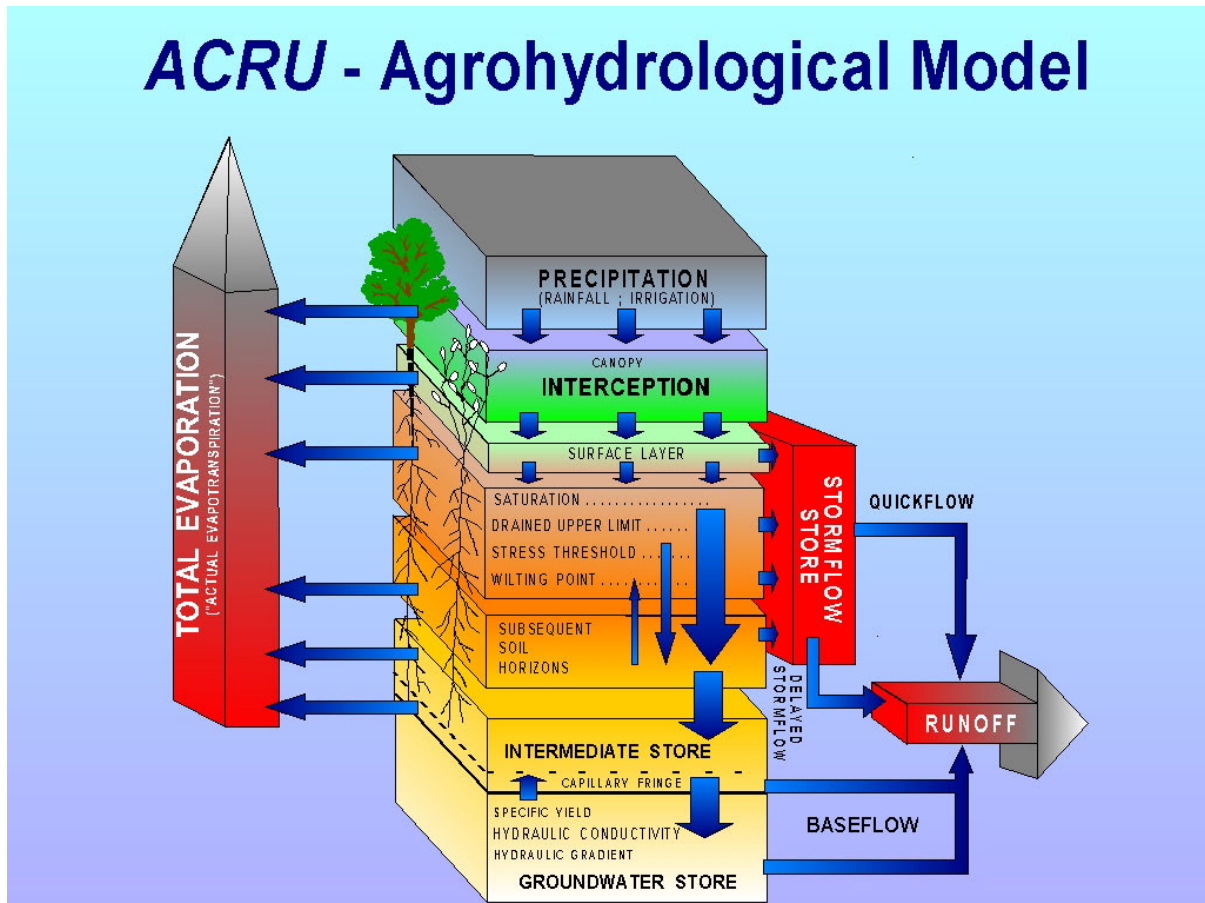 ACRU - Agrohydrological Model
TOTAL EVAPORATION
("ACTUAL EVAPOTRANSPIRATION")
PRECIPITATION
(RAINFALL ; IRRIGATION)
CANOPY
INTERCEPTION
SURFACE LAYER
SATURATION .................
DRAINED UPPER LIMIT ......
STRESS THRESHOLD .......
WILTING POINT ............
SUBSEQUENT
SOIL
HORIZONS
STORMFLOW
STORE
QUICKFLOW
DELAYED
STORMFLOW
RUNOFF
INTERMEDIATE STORE
CAPILLARY FRINGE
SPECIFIC YIELD
HYDRAULIC CONDUCTIVITY
HYDRAULIC GRADIENT
GROUNDWATER STORE
BASEFLOW